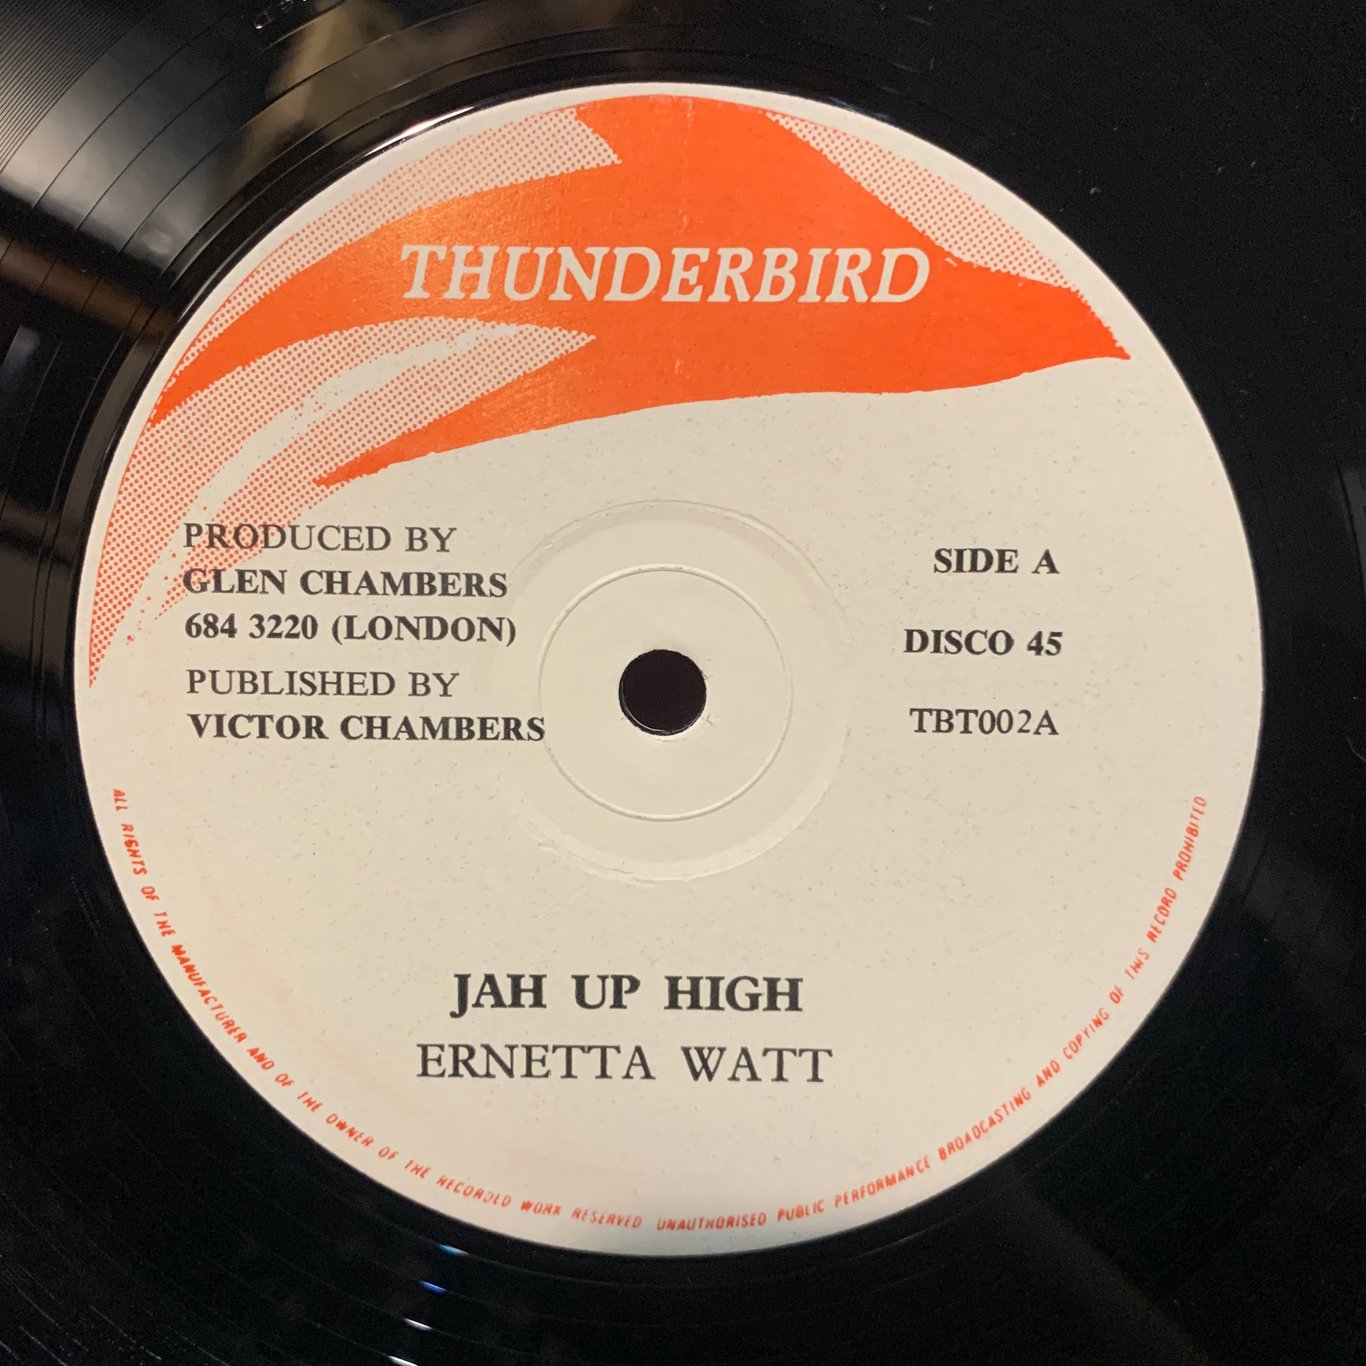 THUNDERBIRD
PRODUCED BY
GLEN CHAMBERS
684 3220 (LONDON)
PUBLISHED BY
VICTOR CHAMBERS
SIDE A
DISCO 45
TBT002A
JAH UP HIGH
ERNETTA WATT
ALL RIGHTS OF THE MANUFACTURER AND OF THE OWNER OF THE RECORDED WORK RESERVED UNAUTHORISED PUBLIC PERFORMANCE BROADCASTING AND COPYING OF THIS RECORD PROHIBITED